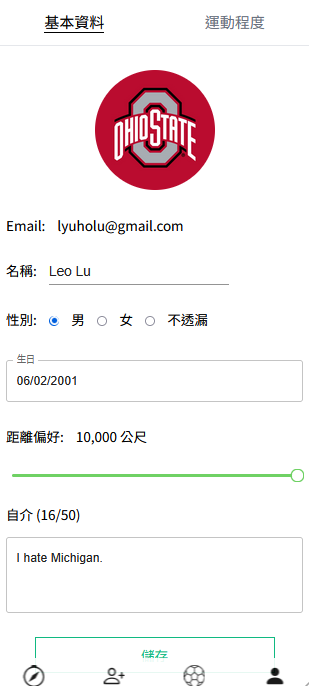 基本資料 運動程度
OHIO STATE
Email: lyuholu@gmail.com
名稱: Leo Lu
性別: 男 女 不透漏
生日
06/02/2001
距離偏好: 10,000 公尺
自介 (16/50)
I hate Michigan.
儲存